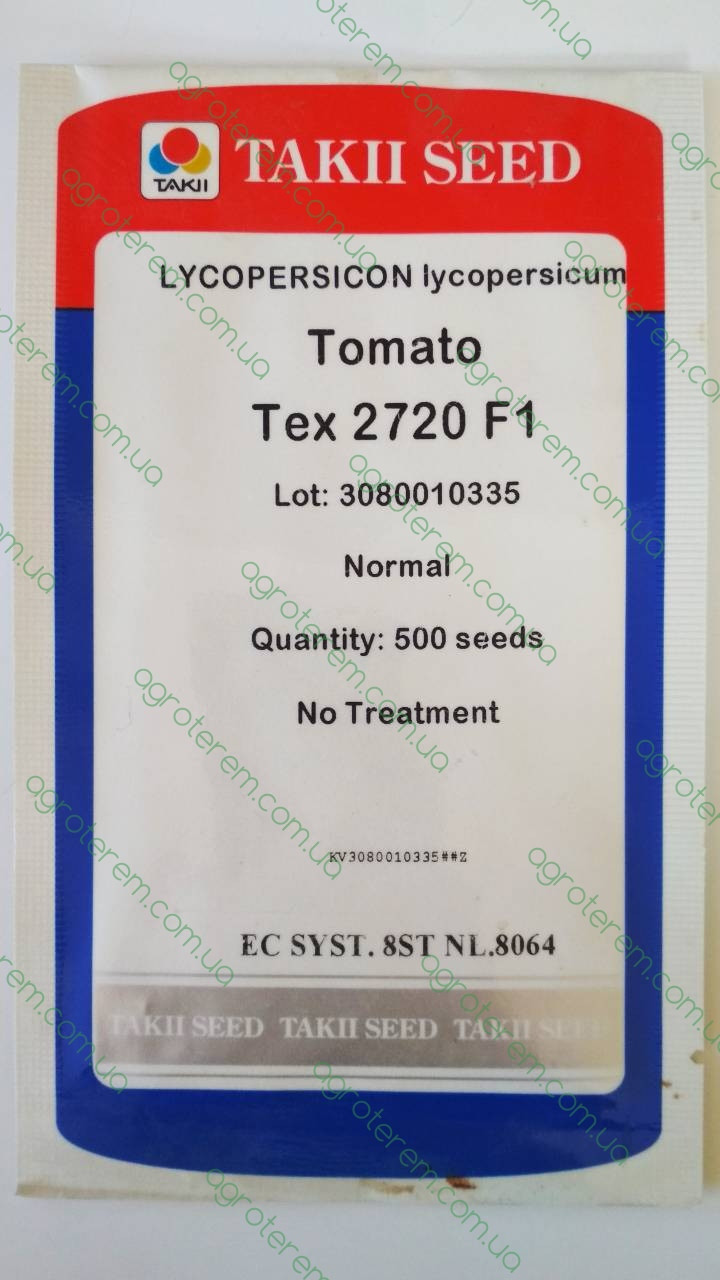 TAKII
TAKII SEED
LYCOPERSICON lycopersicum
Tomato
Tex 2720 F1
Lot: 3080010335
Normal
Quantity: 500 seeds
No Treatment
KV3080010335##Z
EC SYST. 8ST NL.8064
TAKII SEED TAKII SEED TAKII SEED
agroterem.com.ua